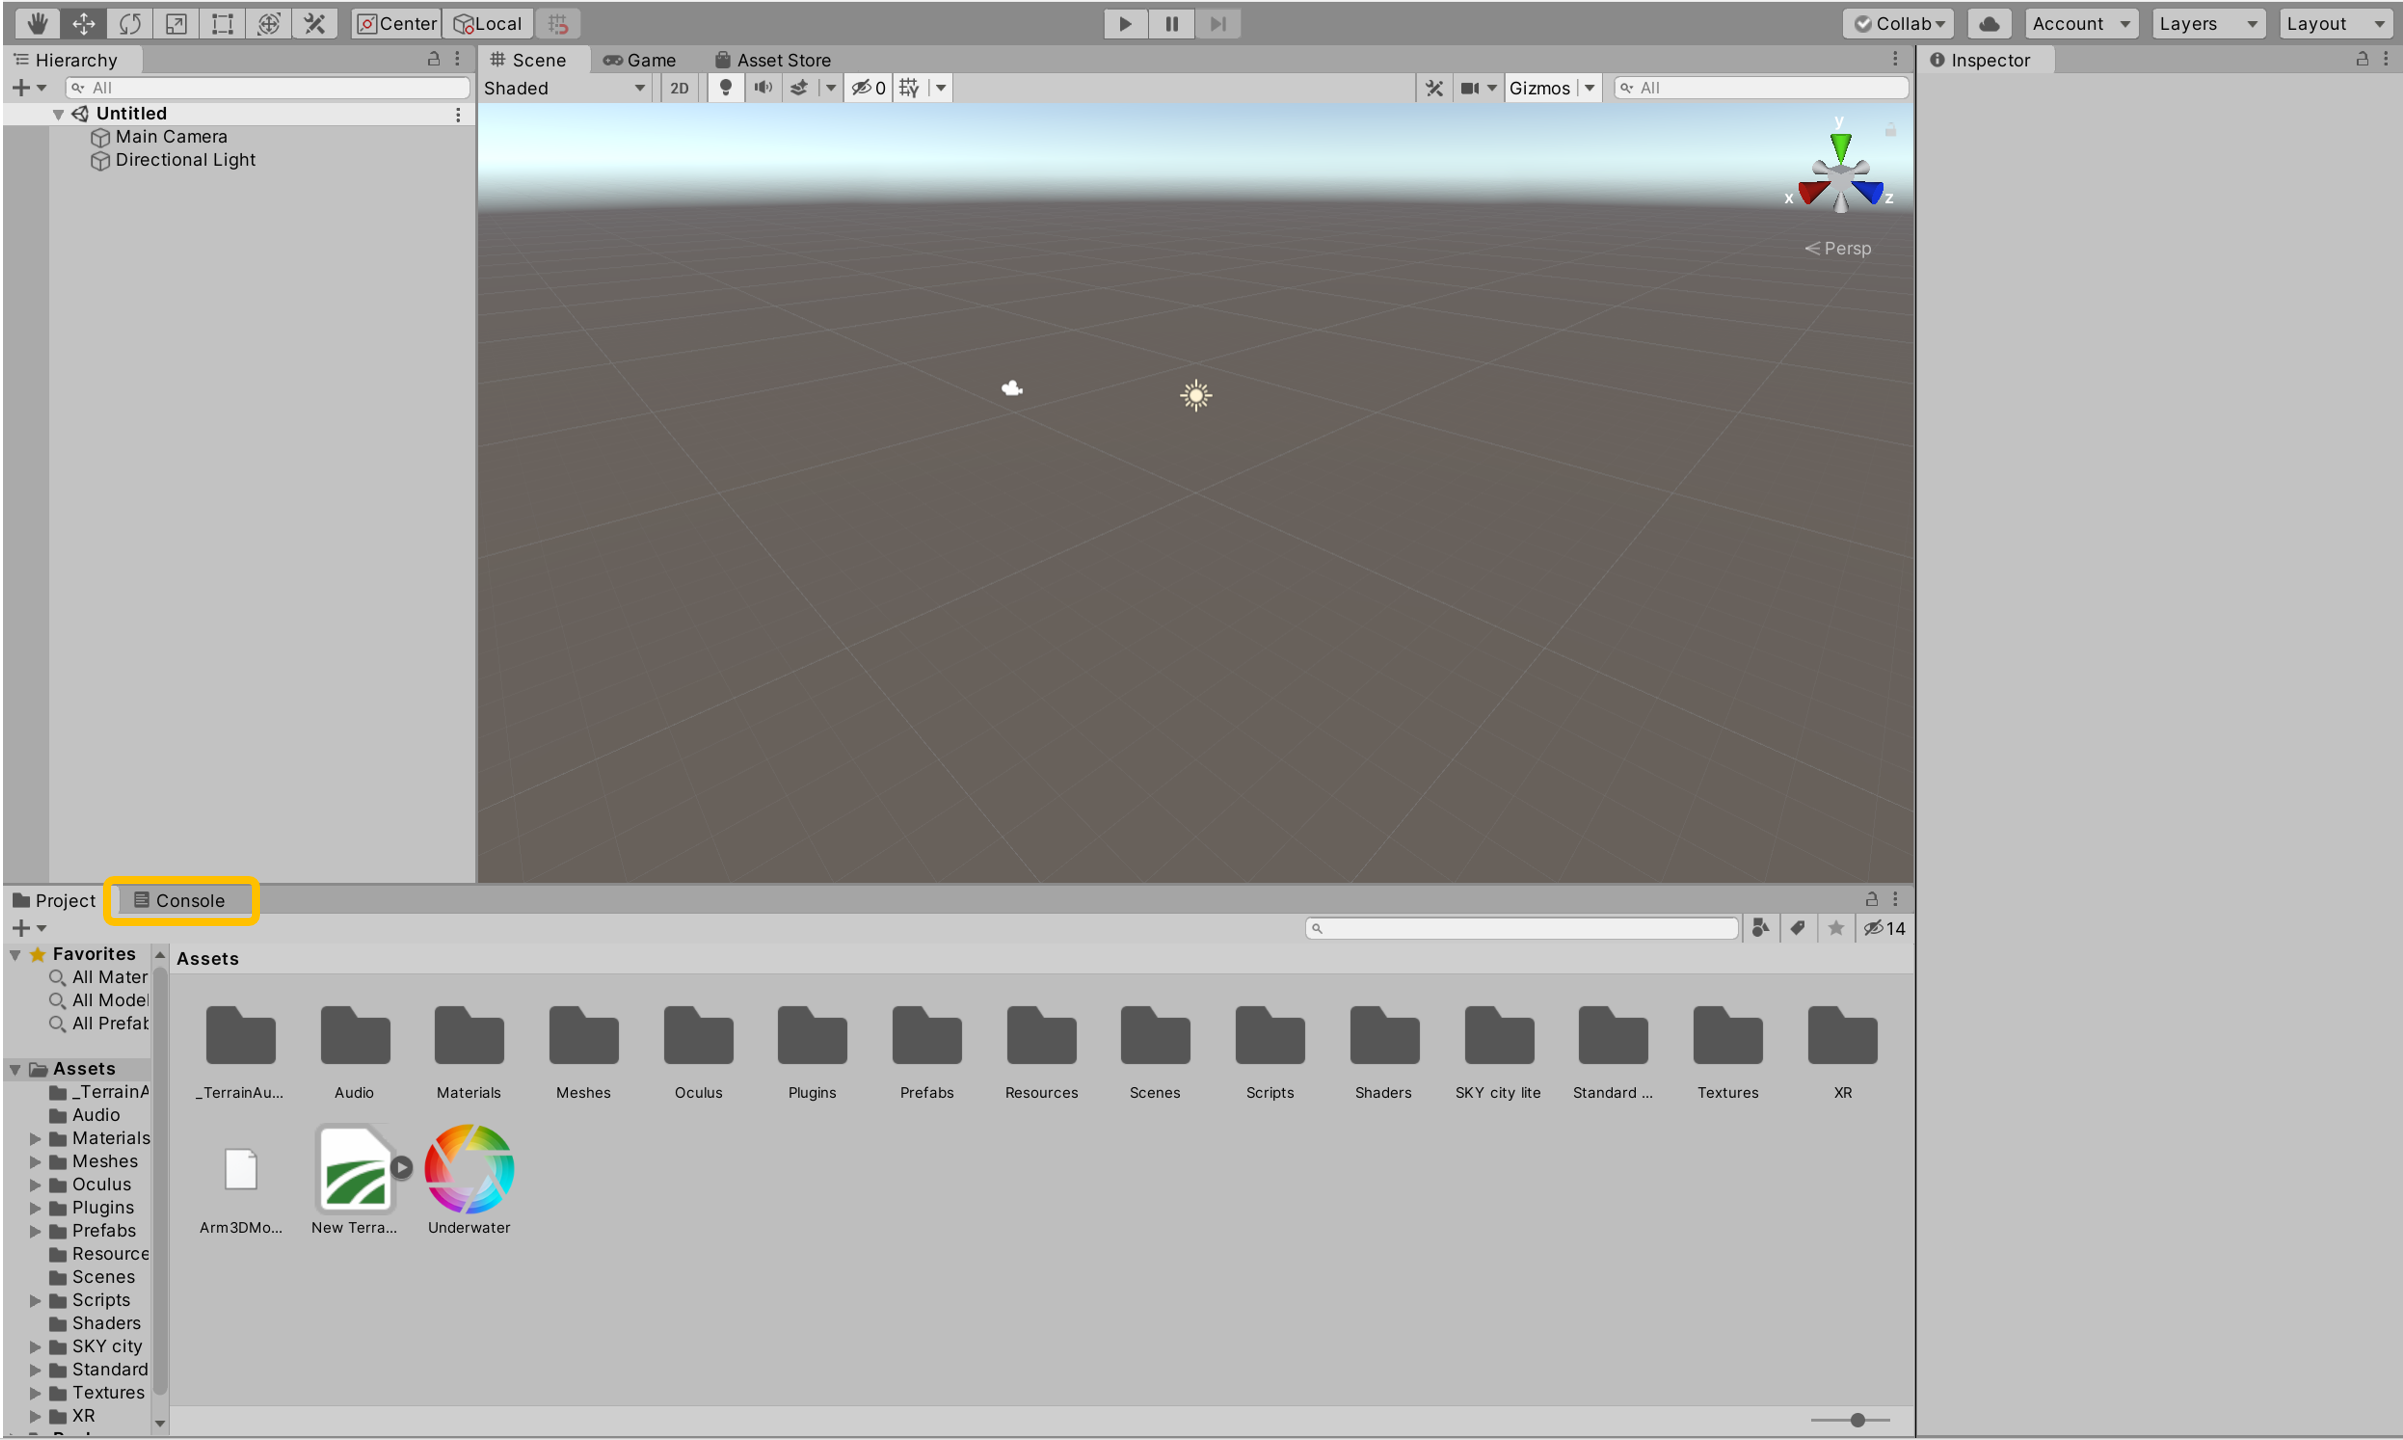 Center
Local
Collab
Account
Layers
Layout
Hierarchy
All
Untitled
Main Camera
Directional Light
Scene
Game
Asset Store
Shaded
2D
0
Gizmos
All
y
x
z
Persp
Inspector
Project
Console
14
Favorites
All Mater
All Model
All Prefab
Assets
_TerrainA
Audio
Materials
Meshes
Oculus
Plugins
Prefabs
Resource
Scenes
Scripts
Shaders
SKY city
Standard
Textures
XR
Assets
_TerrainAu...
Audio
Materials
Meshes
Oculus
Plugins
Prefabs
Resources
Scenes
Scripts
Shaders
SKY city lite
Standard ...
Textures
XR
Arm3DMo...
New Terra...
Underwater